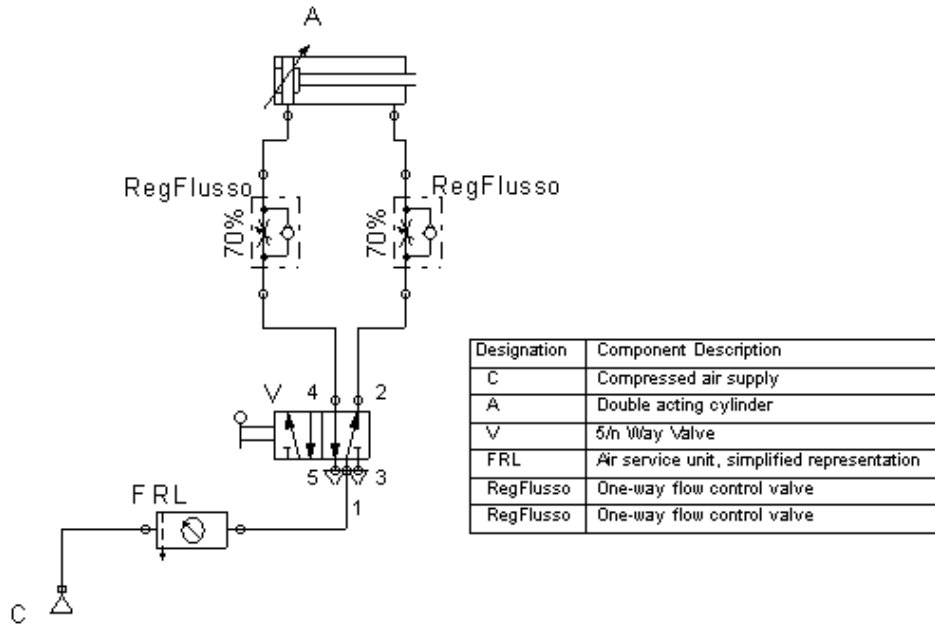 A
RegFlusso
RegFlusso
70%
70%
V
4
2
5
3
1
FRL
C
Designation Component Description
C Compressed air supply
A Double acting cylinder
V 5/n Way Valve
FRL Air service unit, simplified representation
RegFlusso One-way flow control valve
RegFlusso One-way flow control valve